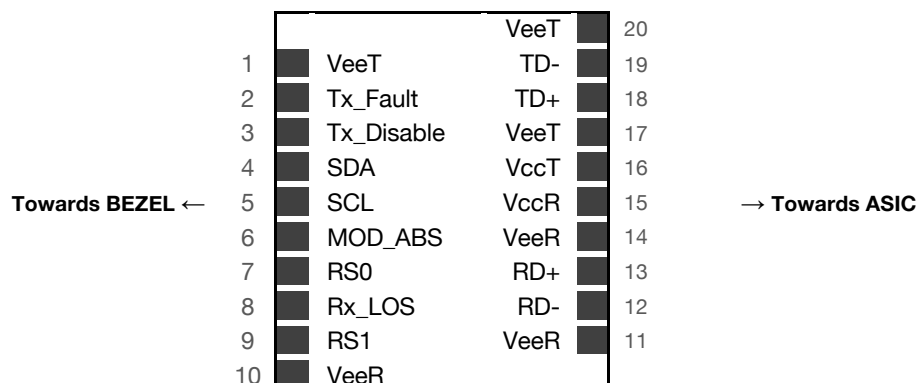 VeeT 20
1 VeeT TD- 19
2 Tx_Fault TD+ 18
3 Tx_Disable VeeT 17
4 SDA VccT 16
Towards BEZEL ← 5 SCL VccR 15 → Towards ASIC
6 MOD_ABS VeeR 14
7 RS0 RD+ 13
8 Rx_LOS RD- 12
9 RS1 VeeR 11
10 VeeR